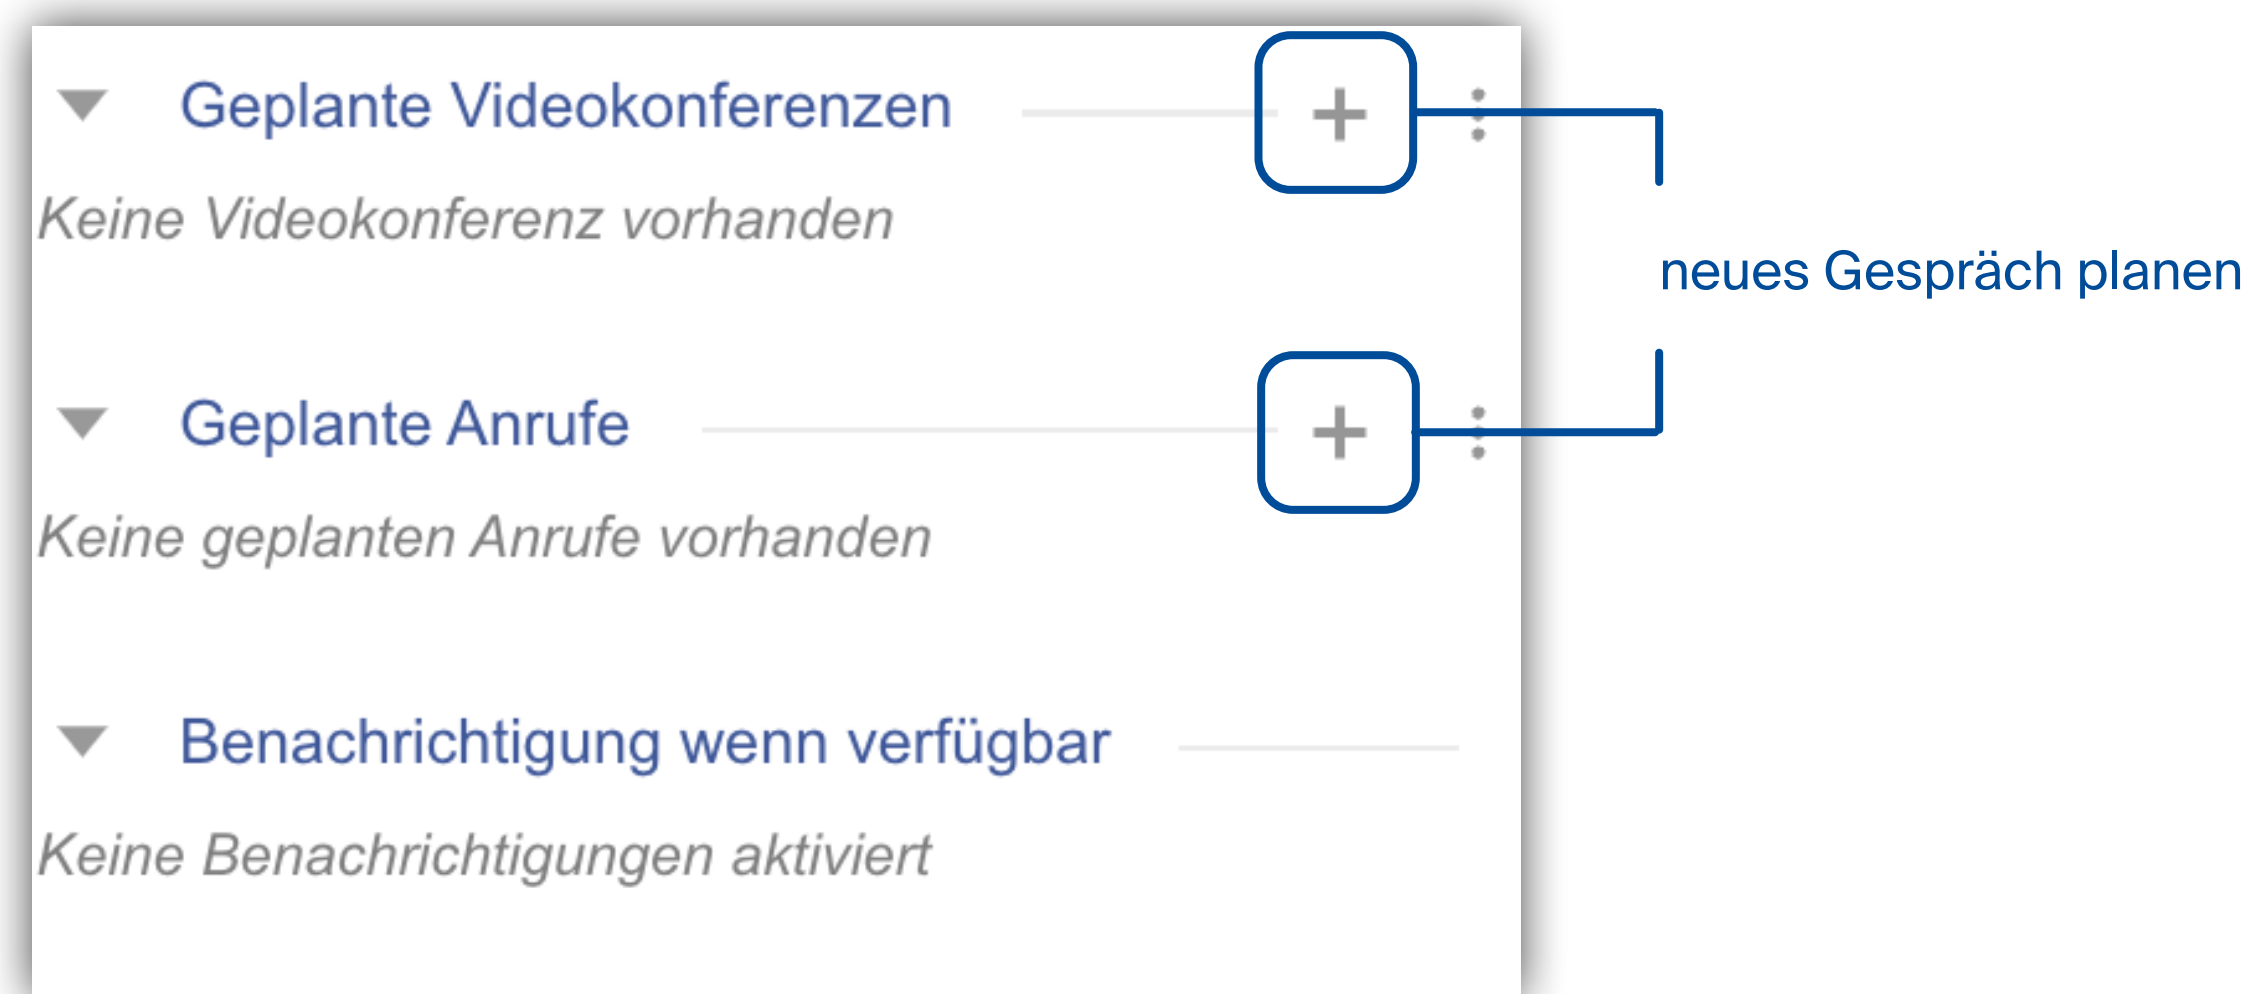 Geplante Videokonferenzen
Keine Videokonferenz vorhanden
neues Gespräch planen
Geplante Anrufe
Keine geplanten Anrufe vorhanden
Benachrichtigung wenn verfügbar
Keine Benachrichtigungen aktiviert